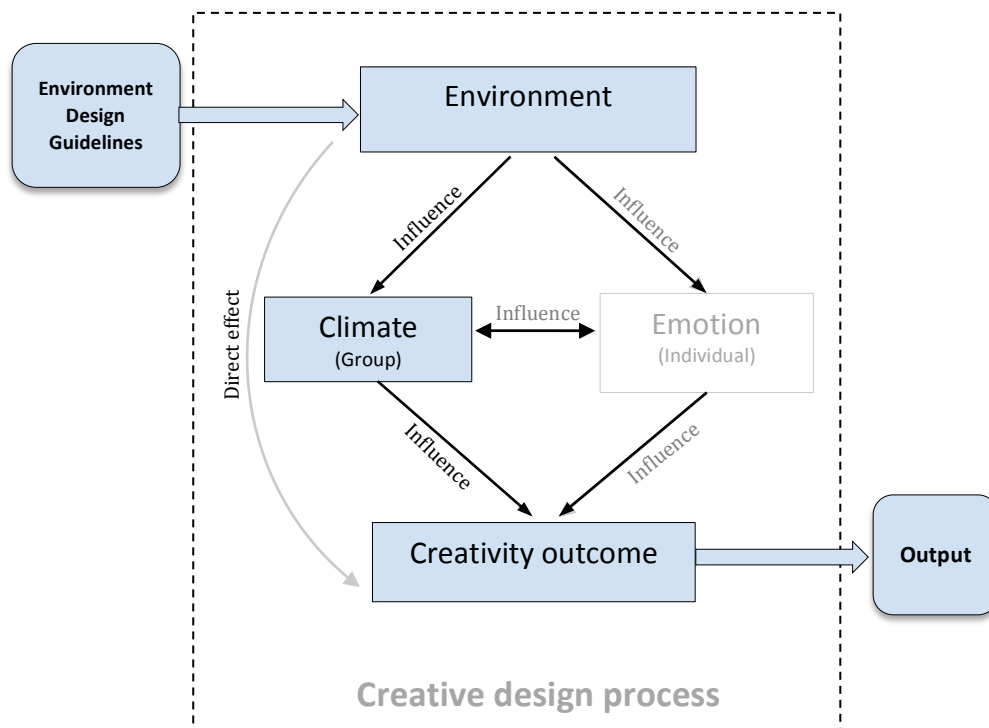 Environment
Design
Guidelines
Environment
Influence
Influence
Direct effect
Climate
(Group)
Influence
Emotion
(Individual)
Influence
Influence
Creativity outcome
Output
Creative design process